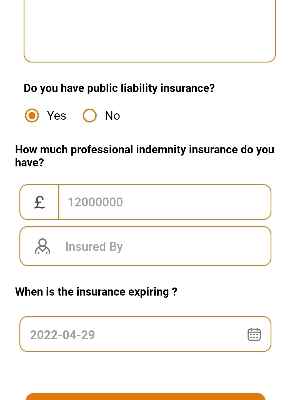 Do you have public liability insurance?
Yes No
How much professional indemnity insurance do you
have?
£ 12000000
Insured By
When is the insurance expiring ?
2022-04-29